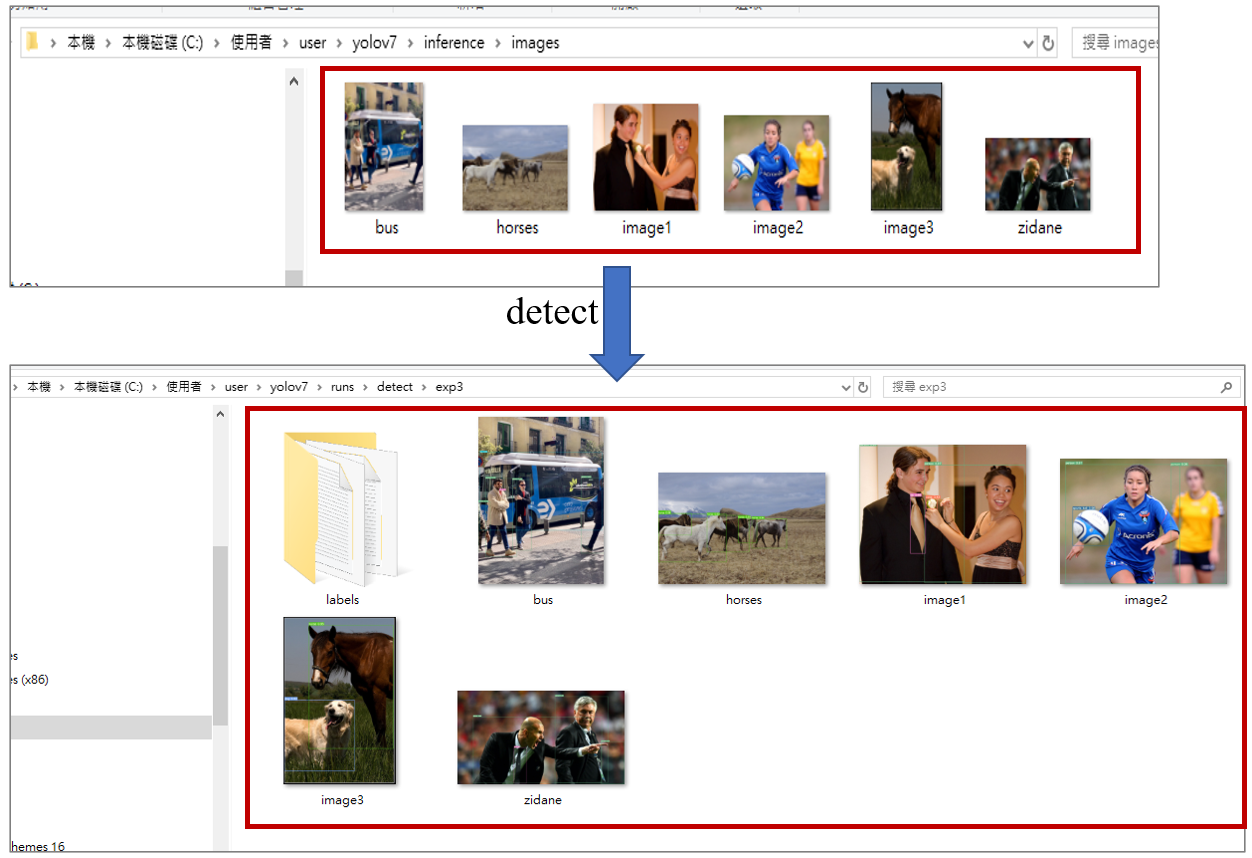 本機 > 本機磁碟 (C:) > 使用者 > user > yolov7 > inference > images
搜尋 images
bus
horses
image1
image2
image3
zidane
detect
本機 > 本機磁碟 (C:) > 使用者 > user > yolov7 > runs > detect > exp3
搜尋 exp3
labels
bus
horses
image1
image2
es
es (x86)
image3
zidane
hemes 16